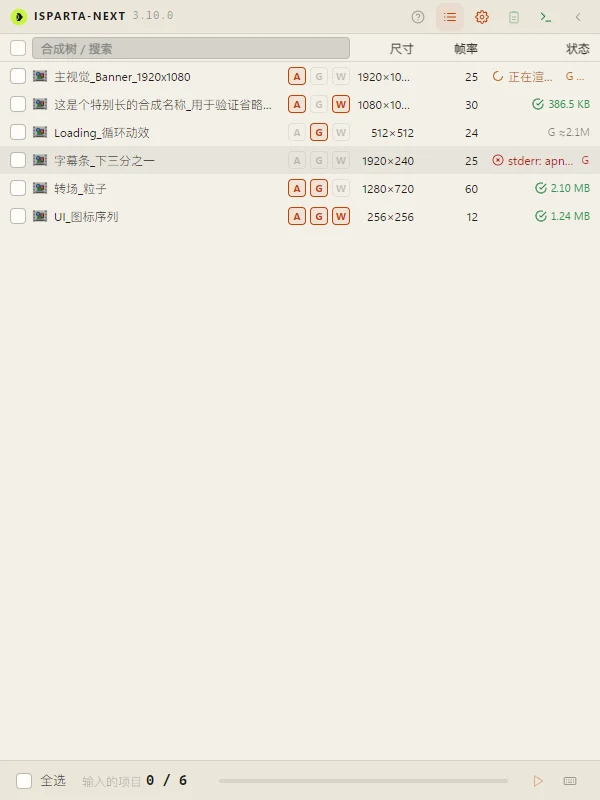 ISPARTA-NEXT 3.10.0
合成树 / 搜索 尺寸 帧率 状态
主视觉_Banner_1920x1080 A G W 1920×10... 25 正在渲... G ...
这是个特别长的合成名称_用于验证省略... A G W 1080×10... 30 386.5 KB
Loading_循环动效 A G W 512×512 24 G ≈2.1M
字幕条_下三分之一 A G W 1920×240 25 stderr: apn... G
转场_粒子 A G W 1280×720 60 2.10 MB
UI_图标序列 A G W 256×256 12 1.24 MB
全选 输入的项目 0 / 6